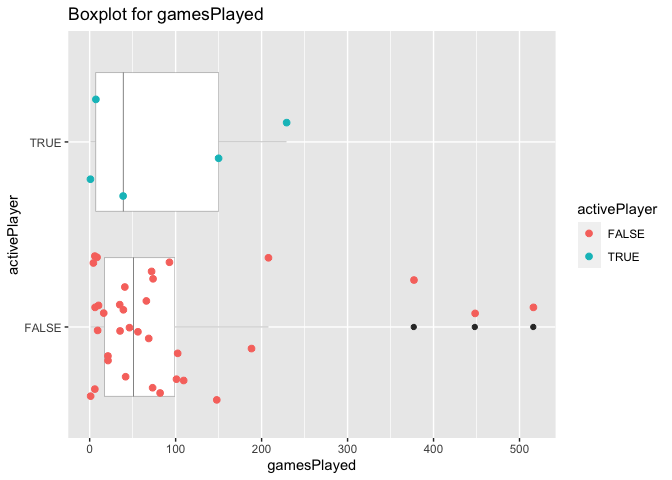 Boxplot for gamesPlayed
activePlayer
TRUE
FALSE
0 100 200 300 400 500
gamesPlayed
activePlayer
FALSE
TRUE